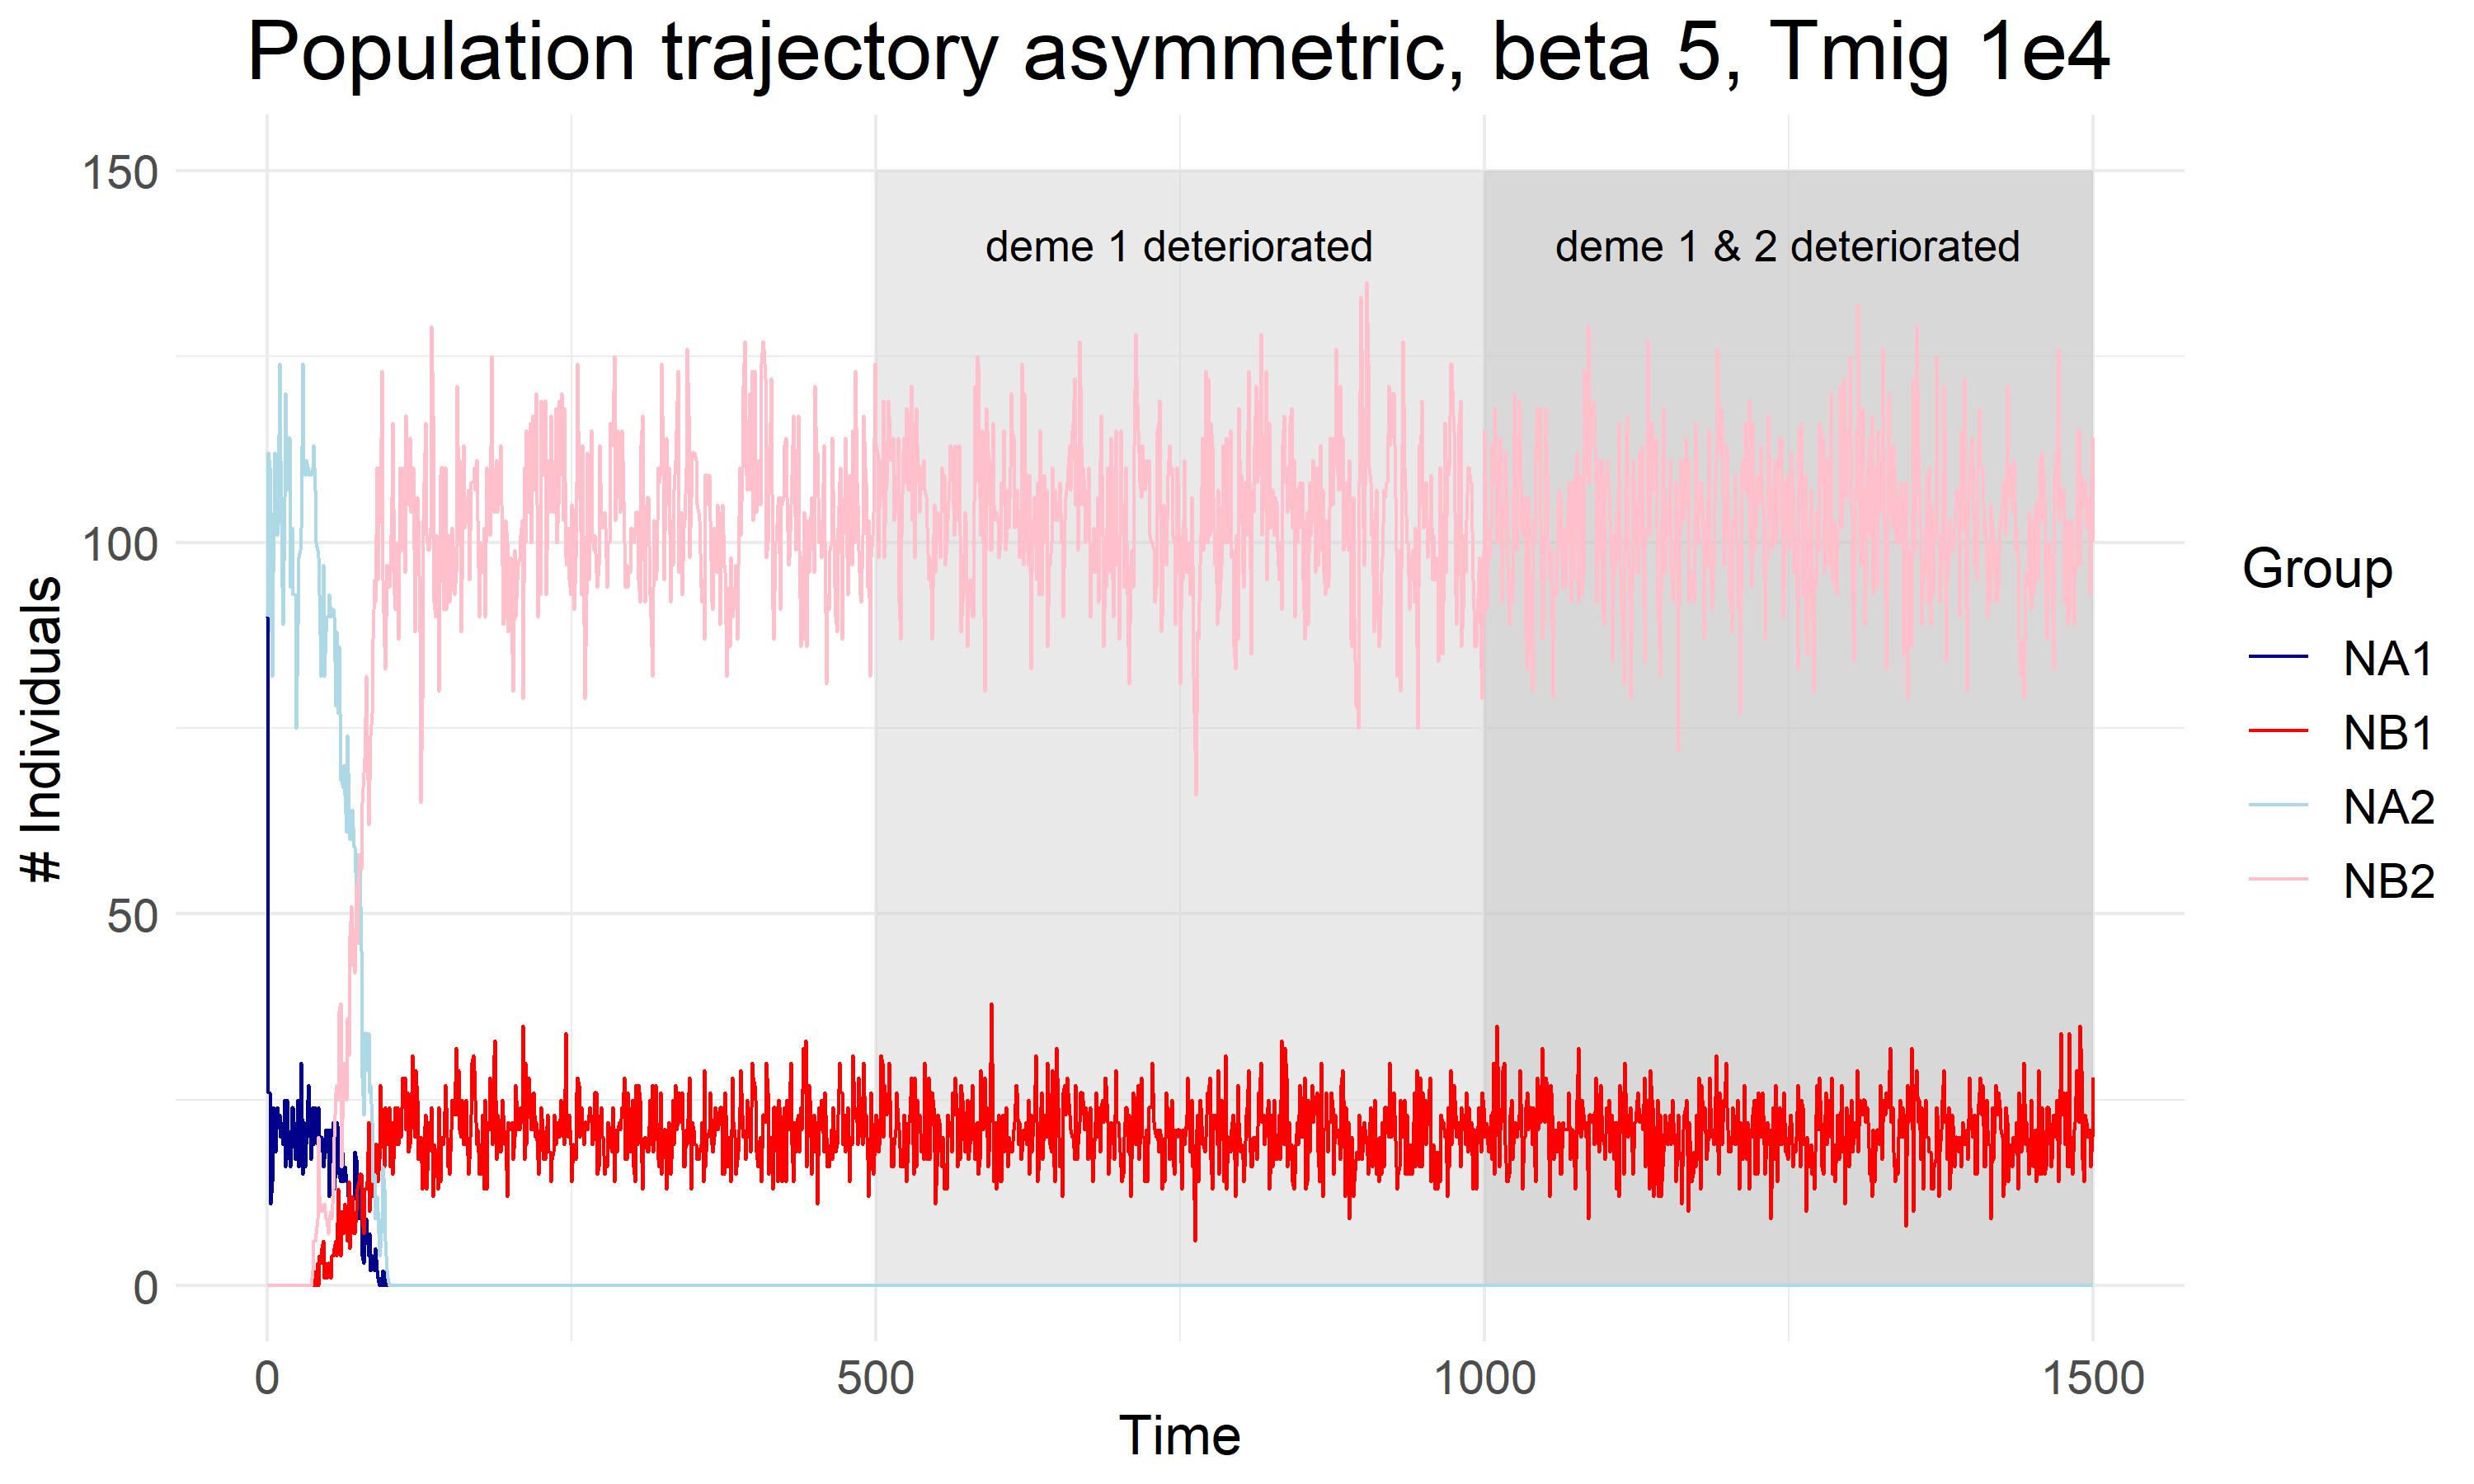 Population trajectory asymmetric, beta 5, Tmig 1e4
150
100
50
0
# Individuals
deme 1 deteriorated
deme 1 & 2 deteriorated
0
500
1000
1500
Time
Group
NA1
NB1
NA2
NB2